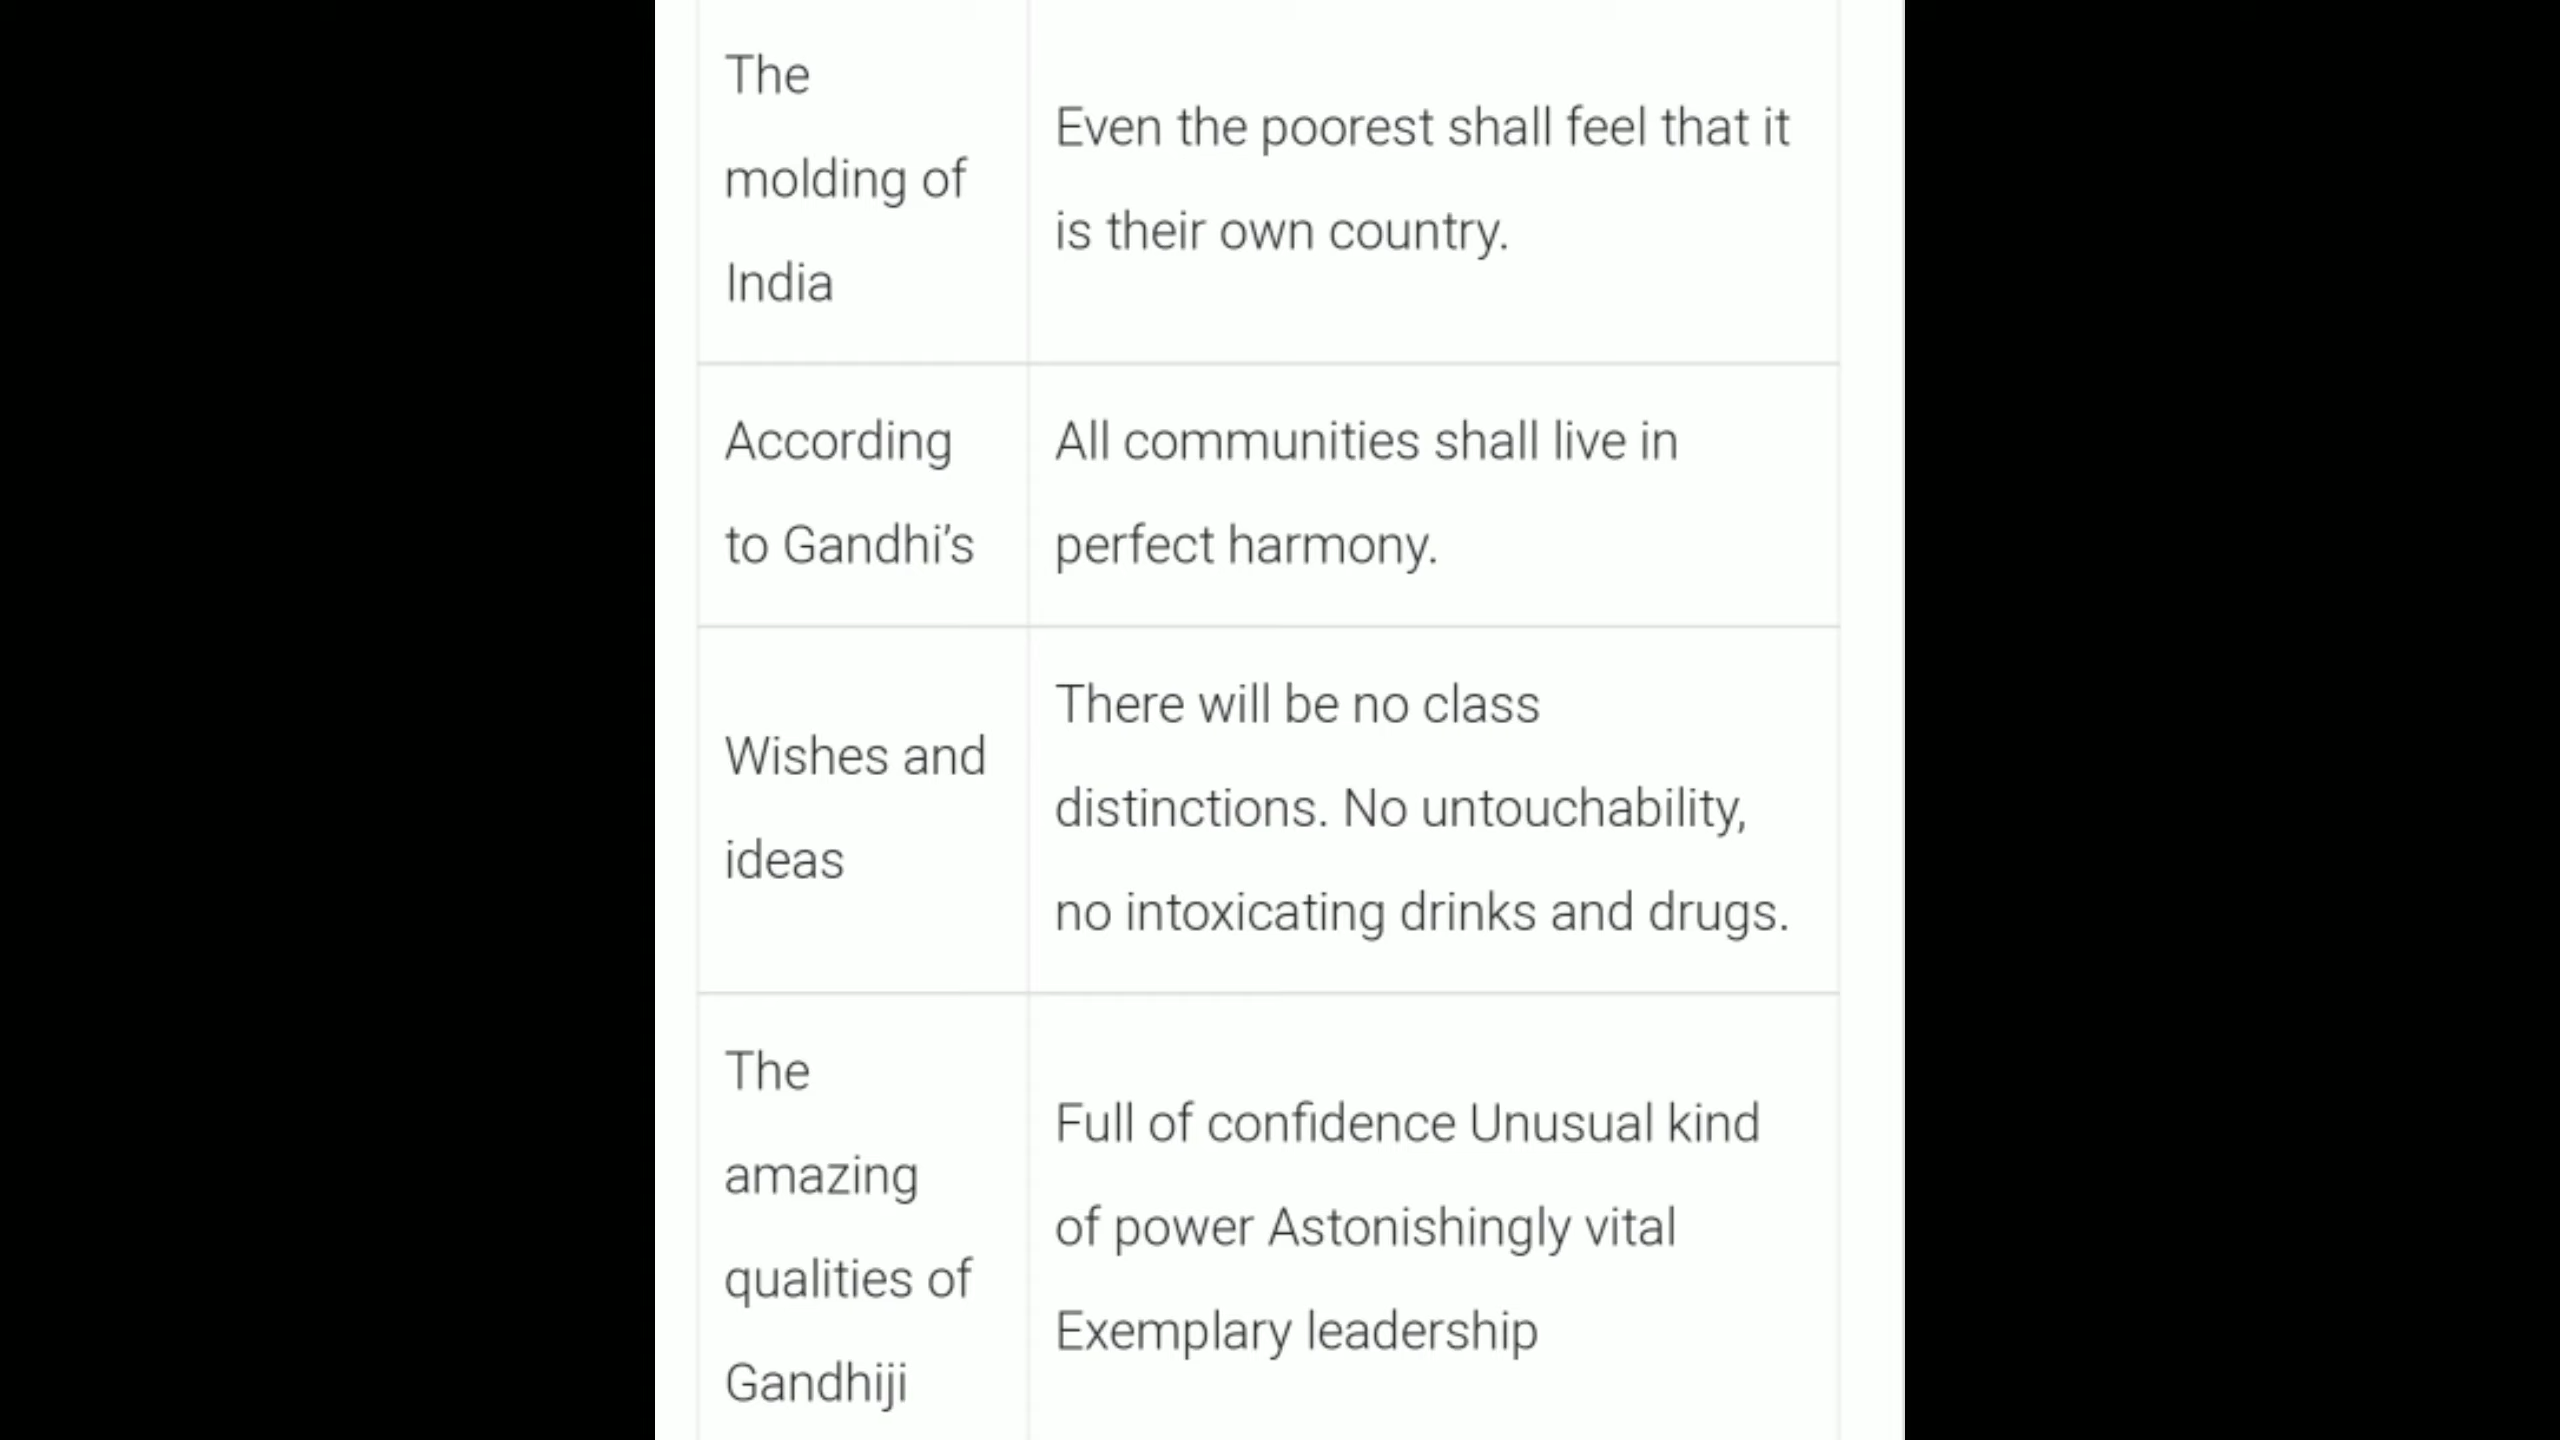 The
molding of
India
Even the poorest shall feel that it
is their own country.
According
to Gandhi's
All communities shall live in
perfect harmony.
Wishes and
ideas
There will be no class
distinctions. No untouchability,
no intoxicating drinks and drugs.
The
amazing
qualities of
Gandhiji
Full of confidence Unusual kind
of power Astonishingly vital
Exemplary leadership